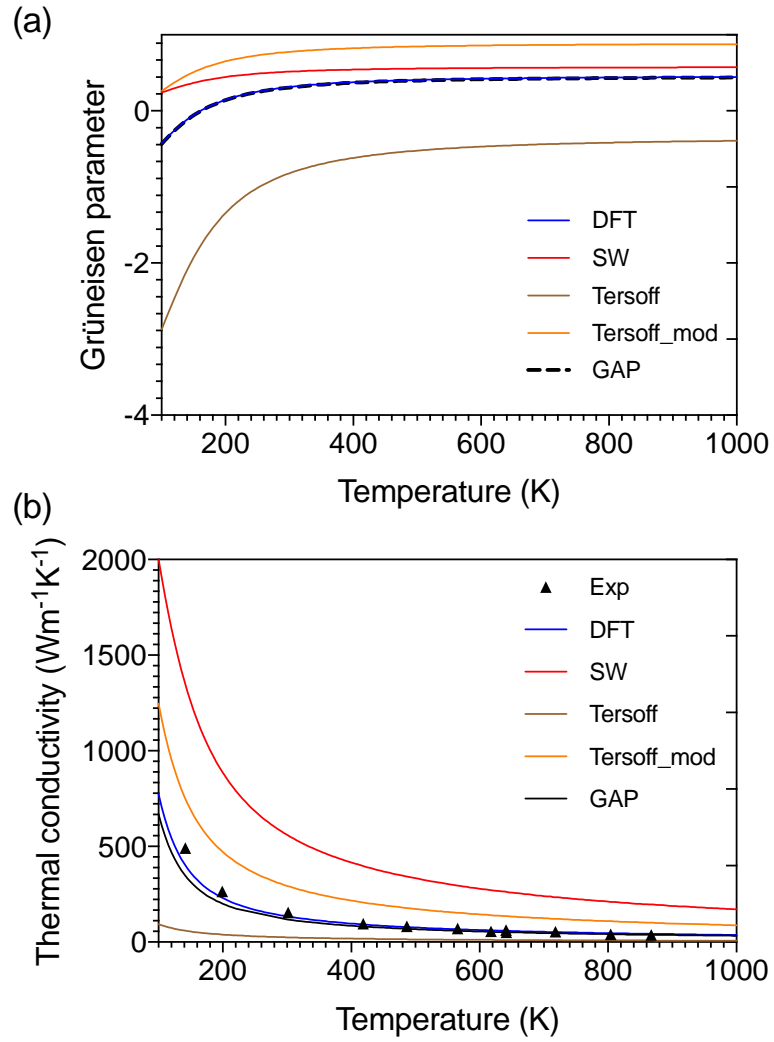 (a)
0
-2
-4
Grüneisen parameter
DFT
SW
Tersoff
Tersoff_mod
GAP
200 400 600 800 1000
Temperature (K)
(b)
2000
1500
1000
500
0
Thermal conductivity (Wm⁻¹K⁻¹)
Exp
DFT
SW
Tersoff
Tersoff_mod
GAP
200 400 600 800 1000
Temperature (K)